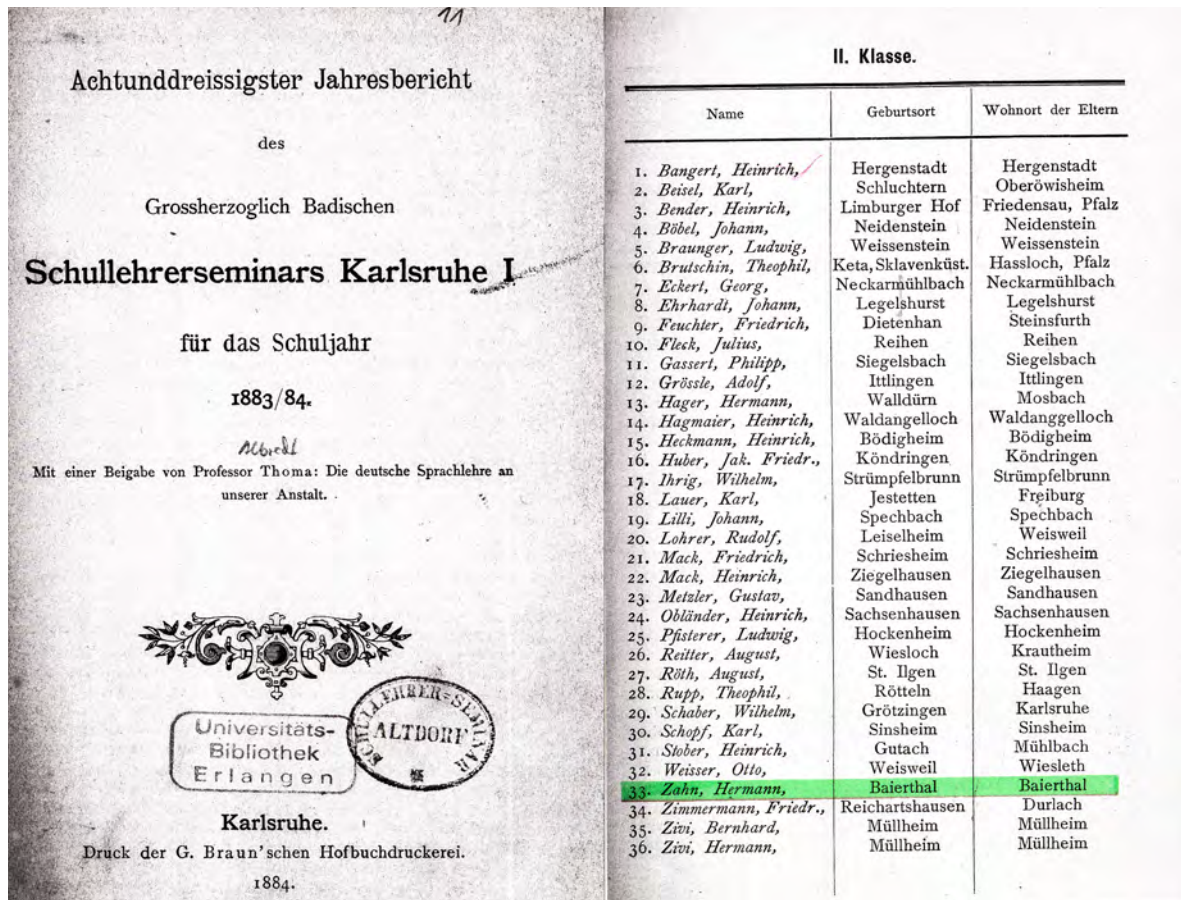 11
Achtunddreissigster Jahresbericht
des
Grossherzoglich Badischen
Schullehrerseminars Karlsruhe I
für das Schuljahr
1883/84.
Albrecht
Mit einer Beigabe von Professor Thoma: Die deutsche Sprachlehre an
unserer Anstalt.
Universitäts-
Bibliothek
Erlangen
SCHULLEHRER=SEMINAR
ALTDORF
Karlsruhe.
Druck der G. Braun'schen Hofbuchdruckerei.
1884.
II. Klasse.
Name Geburtsort Wohnort der Eltern
1. Bangert, Heinrich, Hergenstadt Hergenstadt
2. Beisel, Karl, Schluchtern Oberöwisheim
3. Bender, Heinrich, Limburger Hof Friedensau, Pfalz
4. Böbel, Johann, Neidenstein Neidenstein
5. Braunger, Ludwig, Weissenstein Weissenstein
6. Brutschin, Theophil, Keta, Sklavenküst. Hassloch, Pfalz
7. Eckert, Georg, Neckarmühlbach Neckarmühlbach
8. Ehrhardt, Johann, Legelshurst Legelshurst
9. Feuchter, Friedrich, Dietenhan Steinsfurth
10. Fleck, Julius, Reihen Reihen
11. Gassert, Philipp, Siegelsbach Siegelsbach
12. Grössle, Adolf, Ittlingen Ittlingen
13. Hager, Hermann, Walldürn Mosbach
14. Hagmaier, Heinrich, Waldangelloch Waldanggelloch
15. Heckmann, Heinrich, Bödigheim Bödigheim
16. Huber, Jak. Friedr., Köndringen Köndringen
17. Ihrig, Wilhelm, Strümpfelbrunn Strümpfelbrunn
18. Lauer, Karl, Jestetten Freiburg
19. Lilli, Johann, Spechbach Spechbach
20. Lohrer, Rudolf, Leiselheim Weisweil
21. Mack, Friedrich, Schriesheim Schriesheim
22. Mack, Heinrich, Ziegelhausen Ziegelhausen
23. Metzler, Gustav, Sandhausen Sandhausen
24. Obländer, Heinrich, Sachsenhausen Sachsenhausen
25. Pfisterer, Ludwig, Hockenheim Hockenheim
26. Reitter, August, Wiesloch Krautheim
27. Röth, August, St. Ilgen St. Ilgen
28. Rupp, Theophil, Rötteln Haagen
29. Schaber, Wilhelm, Grötzingen Karlsruhe
30. Schopf, Karl, Sinsheim Sinsheim
31. Stober, Heinrich, Gutach Mühlbach
32. Weisser, Otto, Weisweil Wiesleth
33. Zahn, Hermann, Baierthal Baierthal
34. Zimmermann, Friedr., Reichartshausen Durlach
35. Zivi, Bernhard, Müllheim Müllheim
36. Zivi, Hermann, Müllheim Müllheim